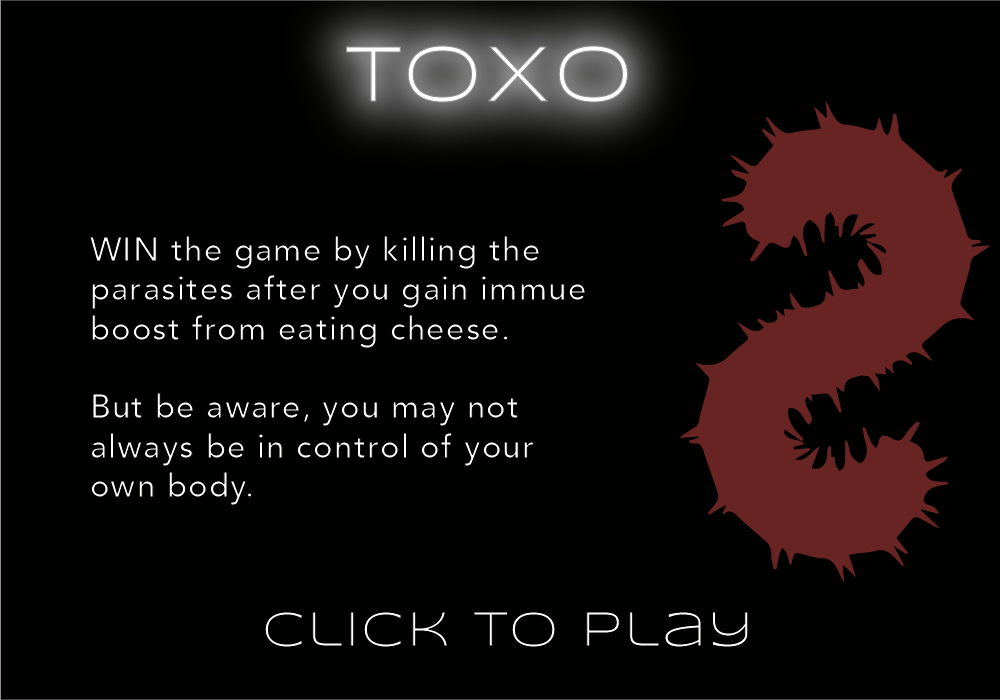 TOXO
WIN the game by killing the
parasites after you gain immue
boost from eating cheese.
But be aware, you may not
always be in control of your
own body.
CLICK TO PLay